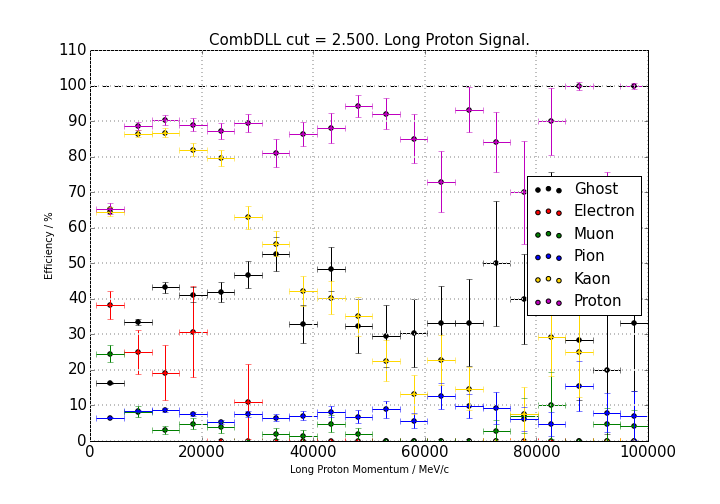 CombDLL cut = 2.500. Long Proton Signal.
110
100
90
80
70
60
50
40
30
20
10
0
Efficiency / %
Ghost
Electron
Muon
Pion
Kaon
Proton
0 20000 40000 60000 80000 100000
Long Proton Momentum / MeV/c